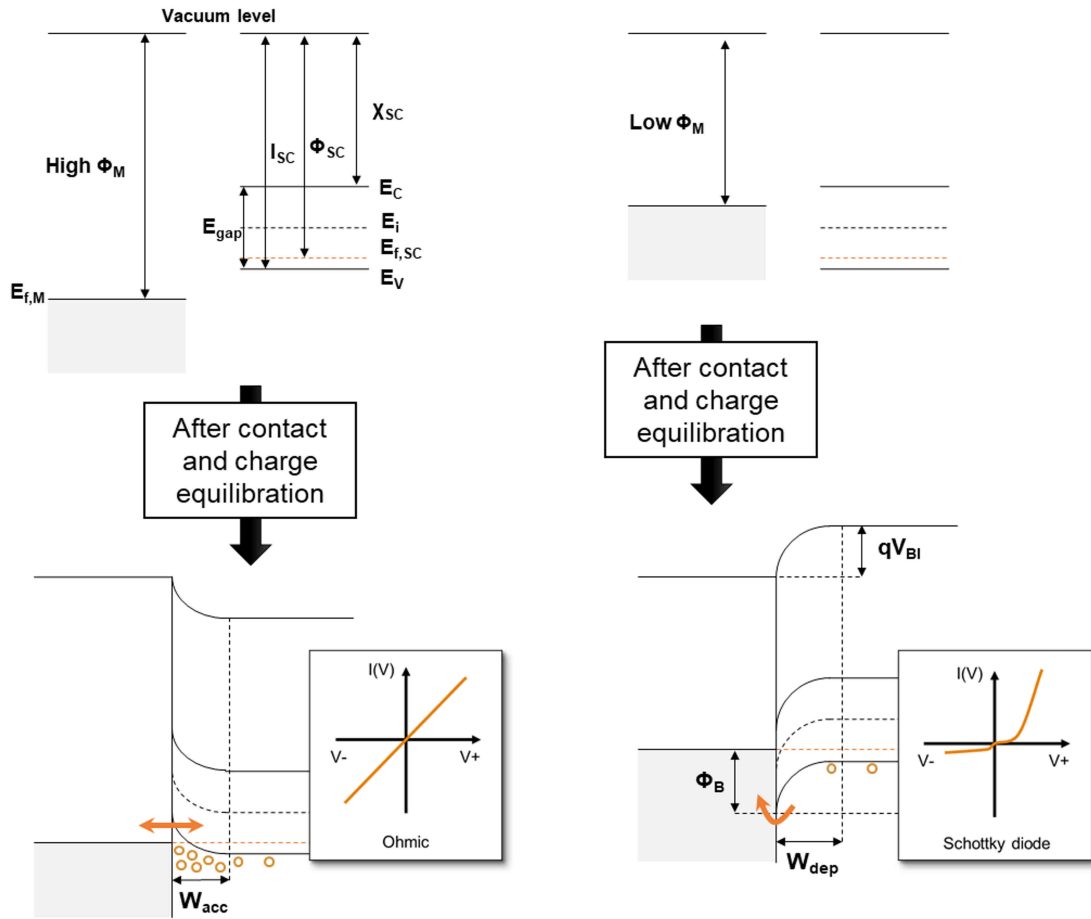 Vacuum level
High ΦM
Ef,M
ISC
ΦSC
χSC
Egap
EC
Ei
Ef,SC
EV
Low ΦM
After contact
and charge
equilibration
After contact
and charge
equilibration
I(V)
V-
V+
Ohmic
Wacc
qVBI
ΦB
Wdep
I(V)
V-
V+
Schottky diode